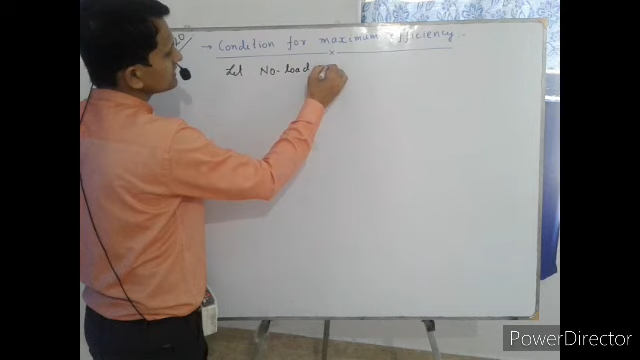 → Condition for maximum efficiency :-
Let No-load
PowerDirector